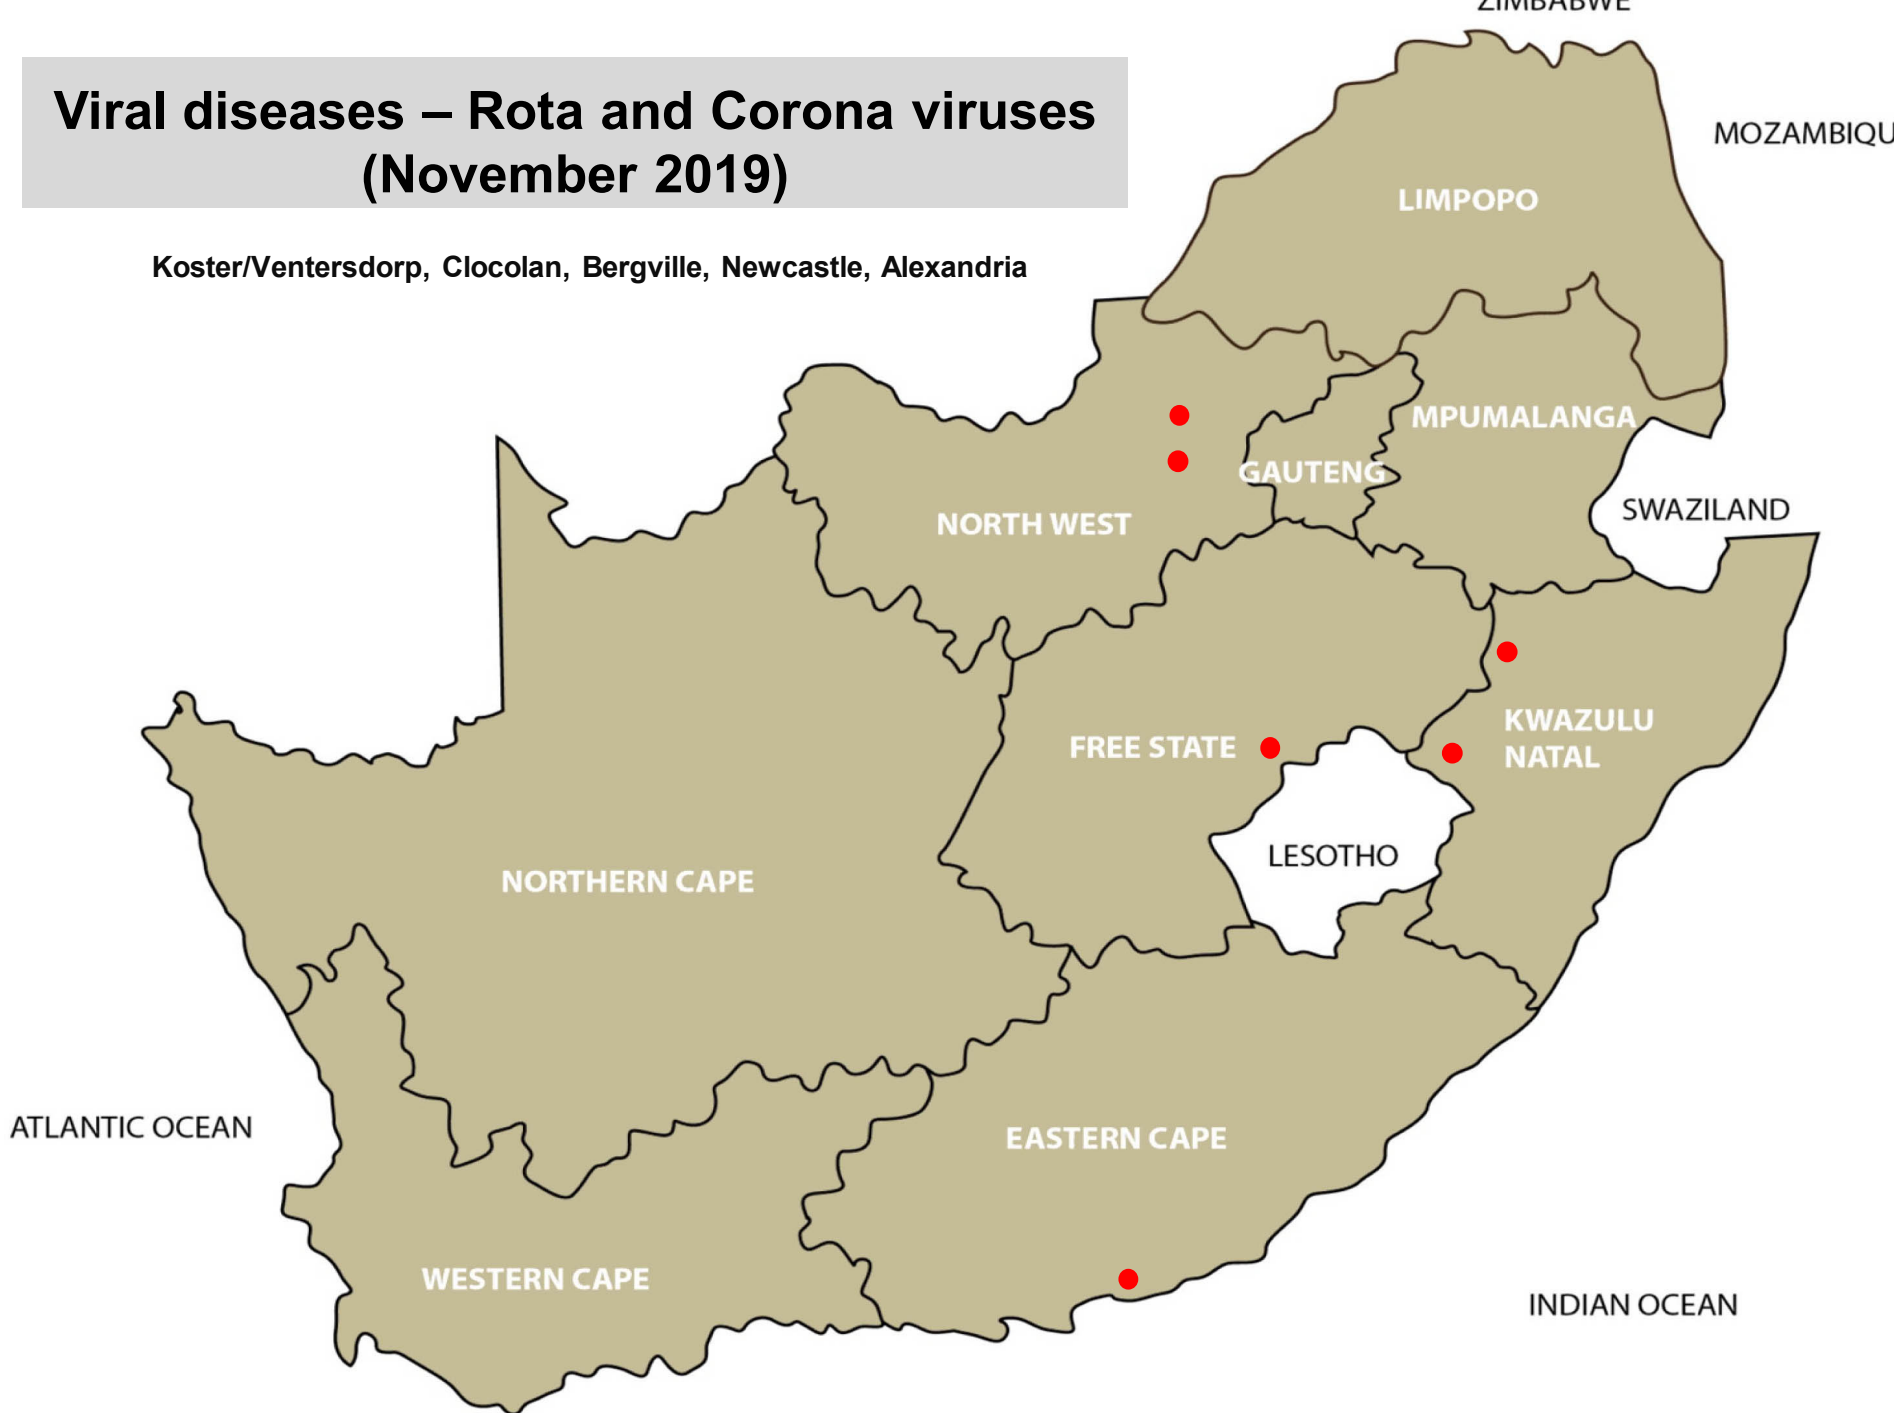 ZIMBABWE
Viral diseases – Rota and Corona viruses
(November 2019)
MOZAMBIQU
LIMPOPO
Koster/Ventersdorp, Clocolan, Bergville, Newcastle, Alexandria
MPUMALANGA
GAUTENG
SWAZILAND
NORTH WEST
KWAZULU
NATAL
FREE STATE
LESOTHO
NORTHERN CAPE
ATLANTIC OCEAN
EASTERN CAPE
WESTERN CAPE
INDIAN OCEAN